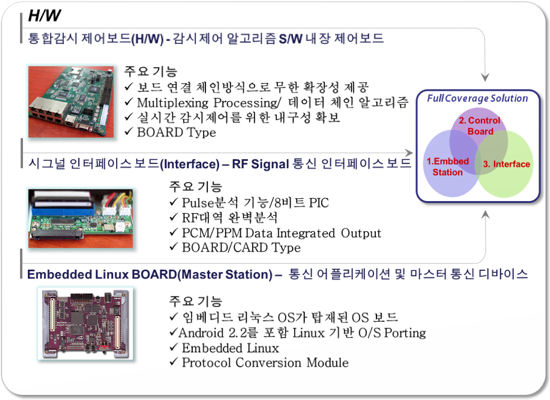 H/W
통합감시 제어보드(H/W) - 감시제어 알고리즘 S/W 내장 제어보드
주요 기능
✓ 보드 연결 체인방식으로 무한 확장성 제공
✓ Multiplexing Processing/ 데이터 체인 알고리즘
✓ 실시간 감시제어를 위한 내구성 확보
✓ BOARD Type
Full Coverage Solution
2. Control
Board
1.Embbed
Station
3. Interface
시그널 인터페이스 보드(Interface) – RF Signal 통신 인터페이스 보드
주요 기능
✓ Pulse분석 기능/8비트 PIC
✓ RF대역 완벽분석
✓ PCM/PPM Data Integrated Output
✓ BOARD/CARD Type
Embedded Linux BOARD(Master Station) – 통신 어플리케이션 및 마스터 통신 디바이스
주요 기능
✓ 임베디드 리눅스 OS가 탑재된 OS 보드
✓Android 2.2를 포함 Linux 기반 O/S Porting
✓ Embedded Linux
✓ Protocol Conversion Module